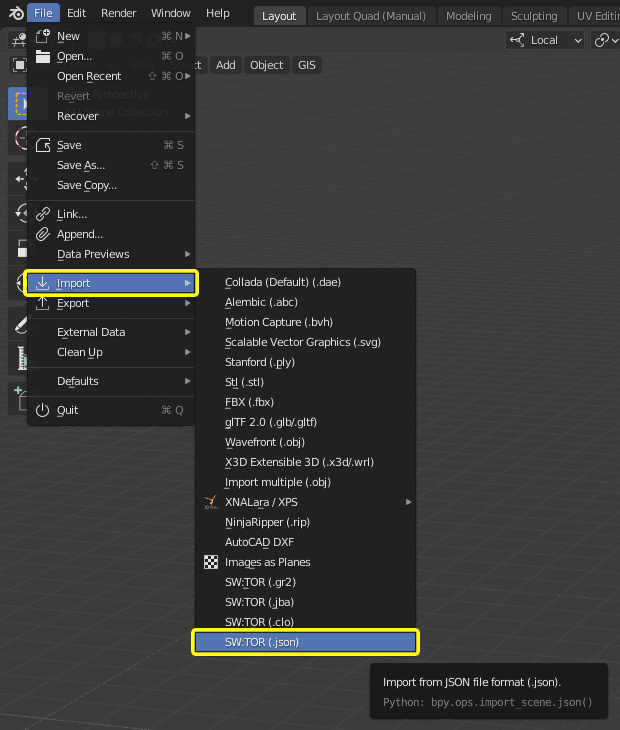 File Edit Render Window Help Layout Layout Quad (Manual) Modeling Sculpting UV Editin
New ⌘ N
Local
Open... ⌘ O
Open Recent ⇧ ⌘ O
Add Object GIS
Revert
Perspective
Scene Collection
Recover
Save ⌘ S
Save As... ⇧ ⌘ S
Save Copy...
Link...
Append...
Data Previews
Import
Export
External Data
Clean Up
Defaults
Quit ⌘ Q
Collada (Default) (.dae)
Alembic (.abc)
Motion Capture (.bvh)
Scalable Vector Graphics (.svg)
Stanford (.ply)
Stl (.stl)
FBX (.fbx)
glTF 2.0 (.glb/.gltf)
Wavefront (.obj)
X3D Extensible 3D (.x3d/.wrl)
Import multiple (.obj)
XNALara / XPS
NinjaRipper (.rip)
AutoCAD DXF
Images as Planes
SW:TOR (.gr2)
SW:TOR (.jba)
SW:TOR (.clo)
SW:TOR (.json)
Import from JSON file format (.json).
Python: bpy.ops.import_scene.json()